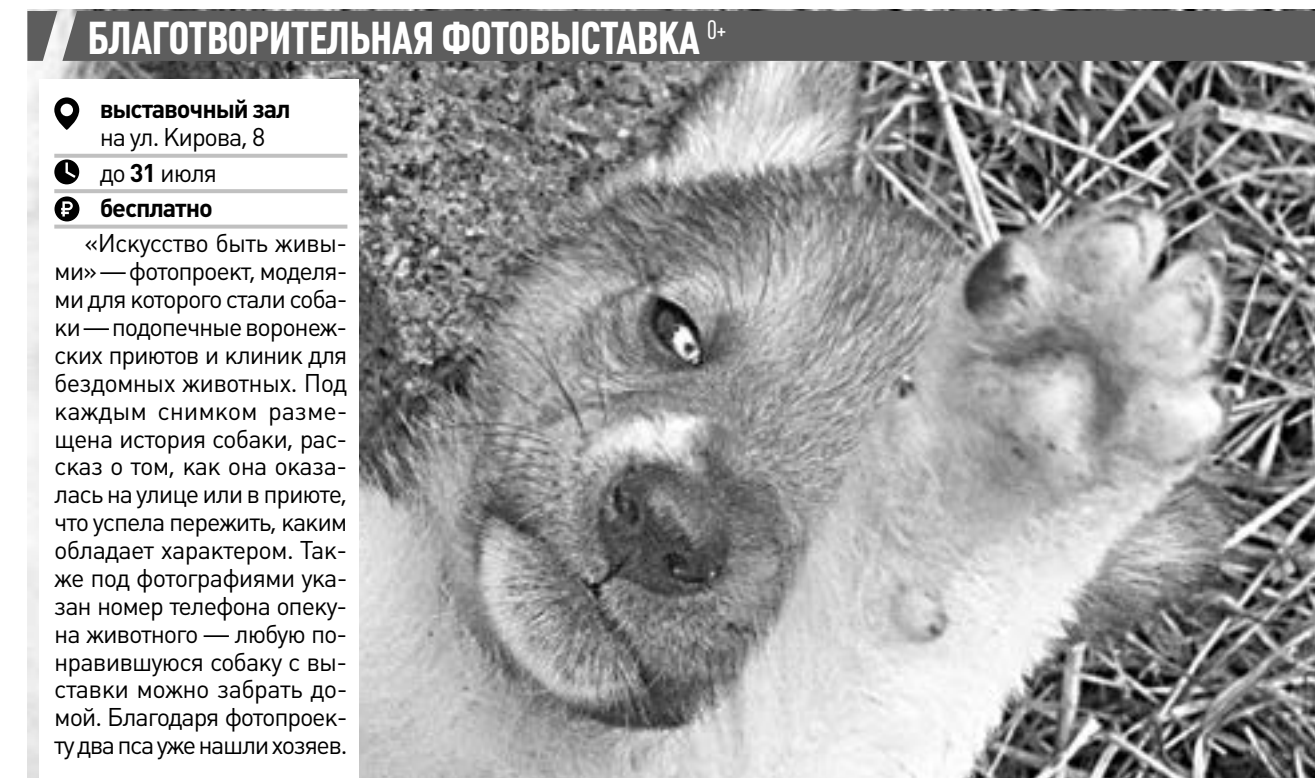 БЛАГОТВОРИТЕЛЬНАЯ ФОТОВЫСТАВКА 0+
выставочный зал
на ул. Кирова, 8
до 31 июля
бесплатно
«Искусство быть живы-
ми» — фотопроект, моделя-
ми для которого стали соба-
ки — подопечные воронеж-
ских приютов и клиник для
бездомных животных. Под
каждым снимком разме-
щена история собаки, рас-
сказ о том, как она оказа-
лась на улице или в приюте,
что успела пережить, каким
обладает характером. Так-
же под фотографиями ука-
зан номер телефона опеку-
на животного — любую по-
нравившуюся собаку с вы-
ставки можно забрать до-
мой. Благодаря фотопроек-
ту два пса уже нашли хозяев.